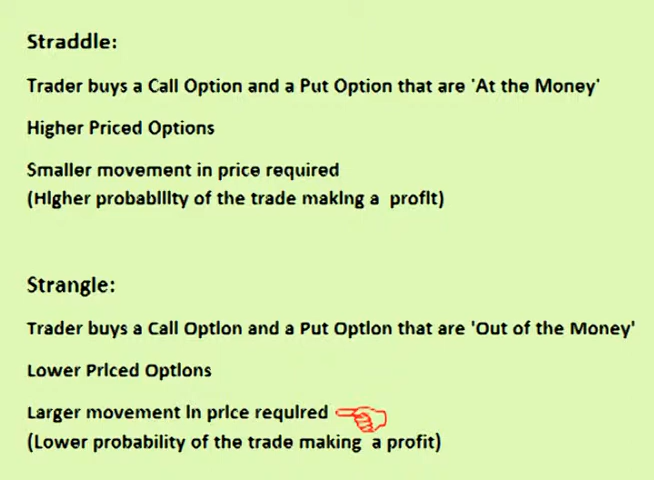 Straddle:
Trader buys a Call Option and a Put Option that are 'At the Money'
Higher Priced Options
Smaller movement in price required
(Higher probability of the trade making a profit)
Strangle:
Trader buys a Call Option and a Put Option that are 'Out of the Money'
Lower Priced Options
Larger movement in price required
(Lower probability of the trade making a profit)